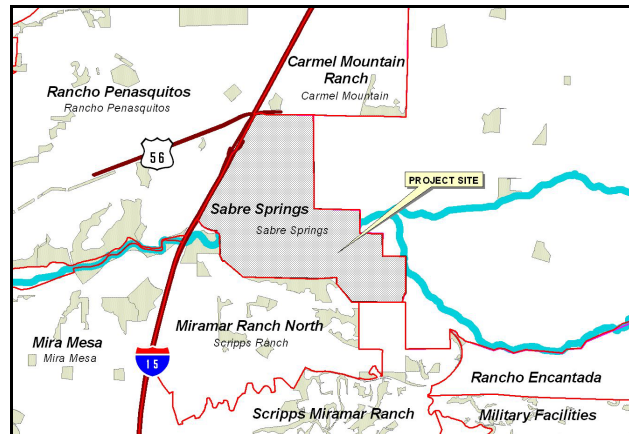 Carmel Mountain
Ranch
Carmel Mountain
Rancho Penasquitos
Rancho Penasquitos
56
PROJECT SITE
Sabre Springs
Sabre Springs
Miramar Ranch North
Scripps Ranch
Mira Mesa
Mira Mesa
15
Rancho Encantada
Scripps Miramar Ranch
Military Facilities